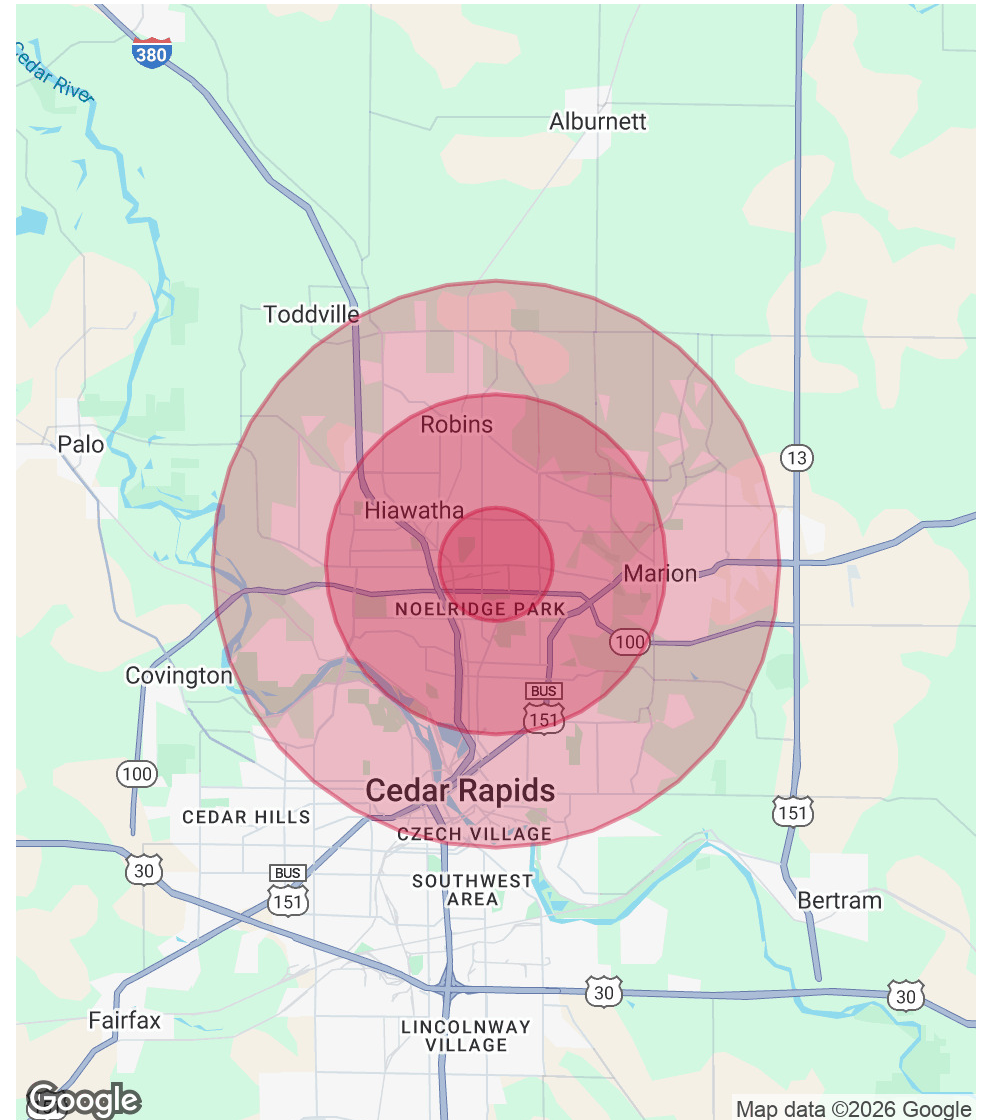 380
Cedar River
Alburnett
Toddville
Robins
Palo
13
Hiawatha
Marion
NOELRIDGE PARK
100
Covington
BUS
151
100
Cedar Rapids
CEDAR HILLS
151
CZECH VILLAGE
30
BUS
151
SOUTHWEST
AREA
Bertram
30
30
Fairfax
LINCOLNWAY
VILLAGE
Google
Map data ©2026 Google